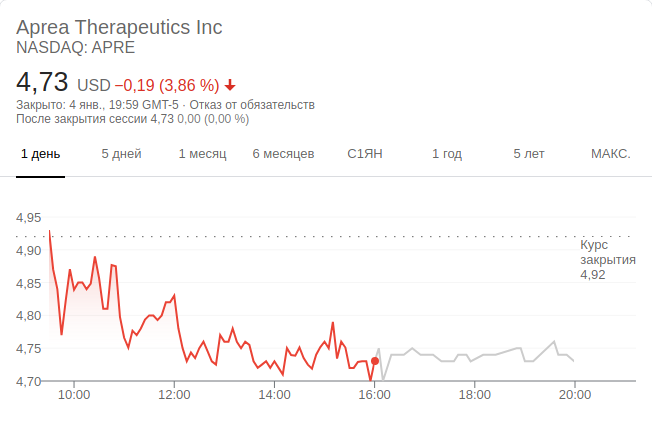 Aprea Therapeutics Inc
NASDAQ: APRE
4,73 USD −0,19 (3,86 %)
Закрыто: 4 янв., 19:59 GMT-5 · Отказ от обязательств
После закрытия сессии 4,73 0,00 (0,00 %)
1 день 5 дней 1 месяц 6 месяцев С1ЯН 1 год 5 лет МАКС.
4,95
4,90
4,85
4,80
4,75
4,70
Курс
закрытия
4,92
10:00 12:00 14:00 16:00 18:00 20:00